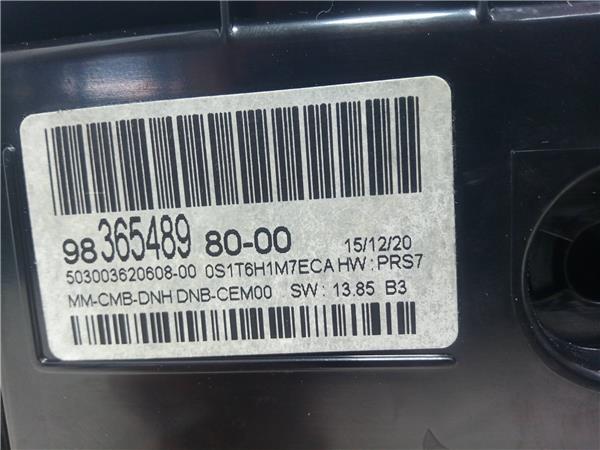 98 365489 80-00 15/12/20
503003620608-00 0S1T6H1M7ECA HW : PRS7
MM-CMB-DNH DNB-CEM00 SW : 13.85 B3